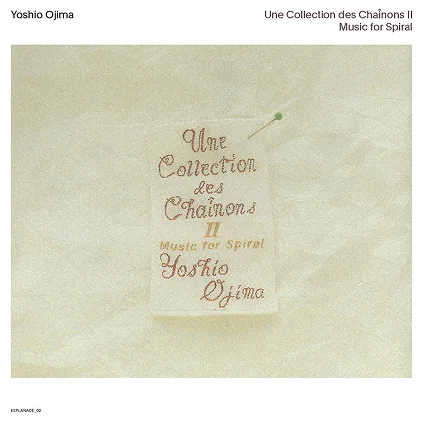 Yoshio Ojima
Une Collection des Chaînons II
Music for Spiral
Une
Collection
des
Chaînons
II
Music for Spiral
Yoshio
Ojima
ESPLANADE_02